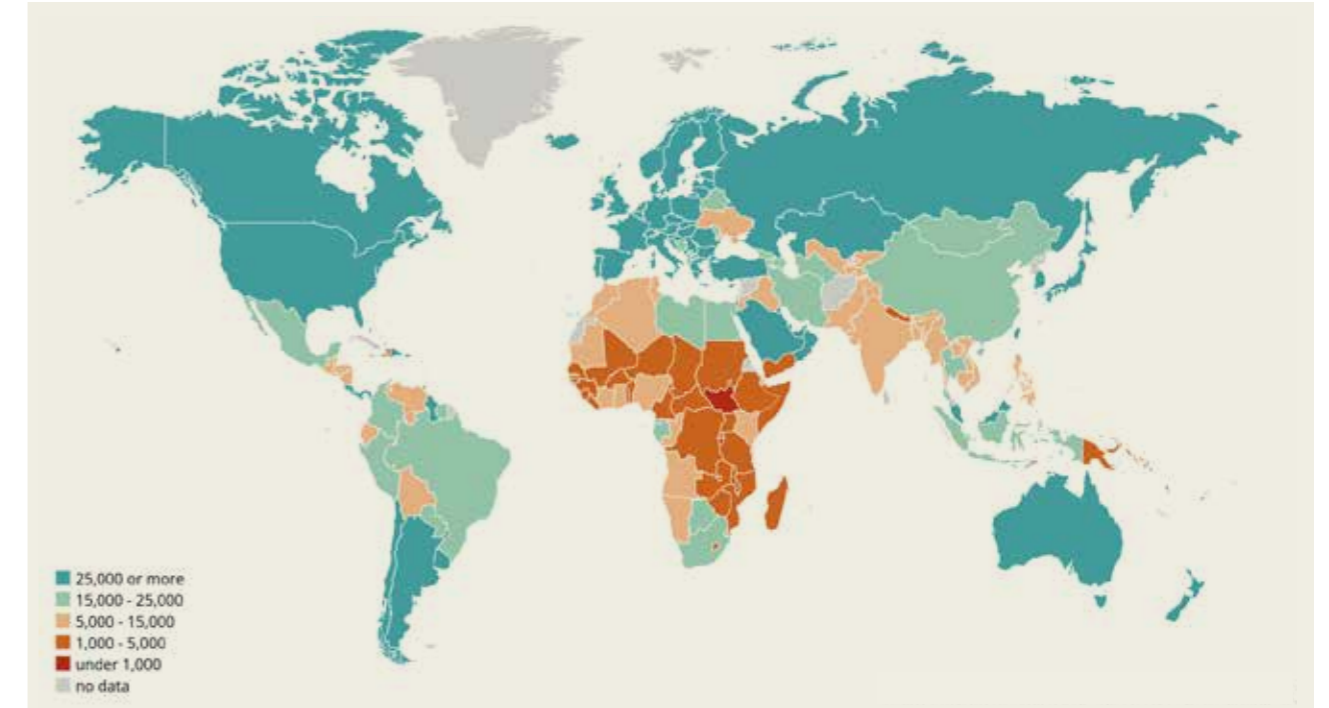 25,000 or more
15,000 - 25,000
5,000 - 15,000
1,000 - 5,000
under 1,000
no data